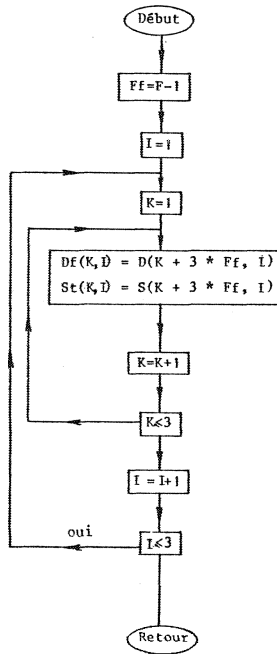 Début
Ff=F-1
I=1
K=1
Df(K,I) = D(K + 3 * Ff, I)
St(K,I) = S(K + 3 * Ff, I)
K=K+1
K≤3
I=I+1
oui
I≤3
Retour